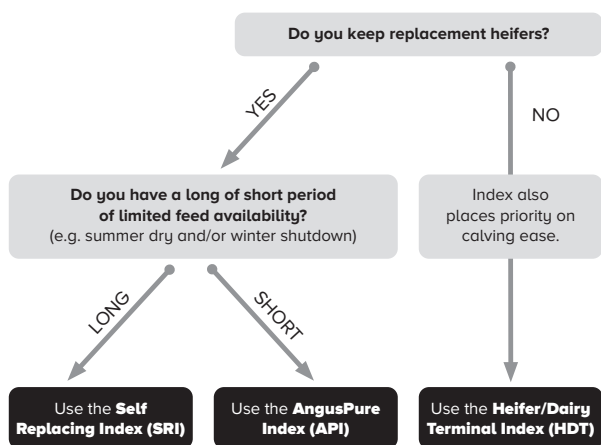 Do you keep replacement heifers?
YES
NO
Do you have a long of short period
of limited feed availability?
(e.g. summer dry and/or winter shutdown)
Index also
places priority on
calving ease.
LONG
SHORT
Use the Self
Replacing Index (SRI)
Use the AngusPure
Index (API)
Use the Heifer/Dairy
Terminal Index (HDT)